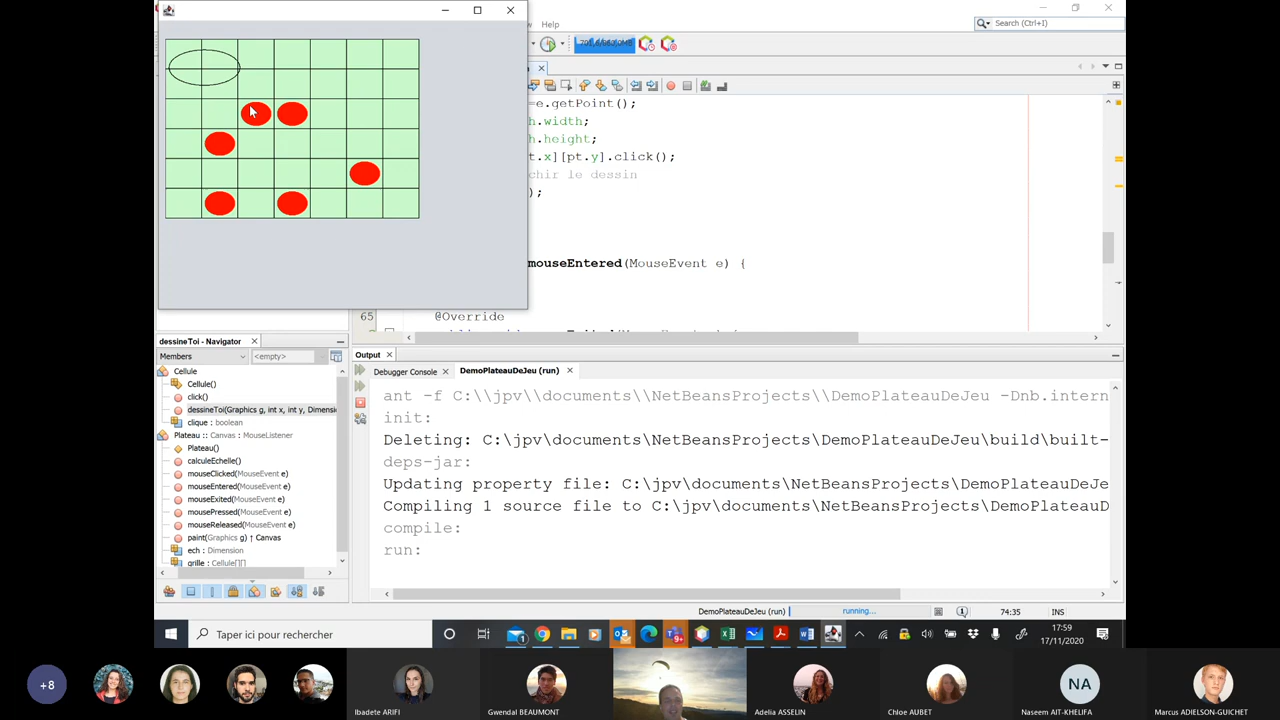 Help
Search (Ctrl+I)
701,6/853,0MB
=e.getPoint();
h.width;
h.height;
t.x][pt.y].click();
chir le dessin
);
mouseEntered(MouseEvent e) {
65
@Override
dessineToi - Navigator
Members
<empty>
Cellule
Cellule()
click()
dessineToi(Graphics g, int x, int y, Dimensi
clique : boolean
Plateau :: Canvas : MouseListener
Plateau()
calculeEchelle()
mouseClicked(MouseEvent e)
mouseEntered(MouseEvent e)
mouseExited(MouseEvent e)
mousePressed(MouseEvent e)
mouseReleased(MouseEvent e)
paint(Graphics g) ↑ Canvas
ech : Dimension
grille : Cellule[][]
Output
Debugger Console
DemoPlateauDeJeu (run)
ant -f C:\\jpv\\documents\\NetBeansProjects\\DemoPlateauDeJeu -Dnb.intern
init:
Deleting: C:\jpv\documents\NetBeansProjects\DemoPlateauDeJeu\build\built-
deps-jar:
Updating property file: C:\jpv\documents\NetBeansProjects\DemoPlateauDeJe
Compiling 1 source file to C:\jpv\documents\NetBeansProjects\DemoPlateauD
compile:
run:
DemoPlateauDeJeu (run)
running...
74:35
INS
Taper ici pour rechercher
1
9+
17:59
17/11/2020
+8
Ibadete ARIFI
Gwendal BEAUMONT
Adelia ASSELIN
Chloe AUBET
NA
Naseem AIT-KHELIFA
Marcus ADIELSON-GUICHET